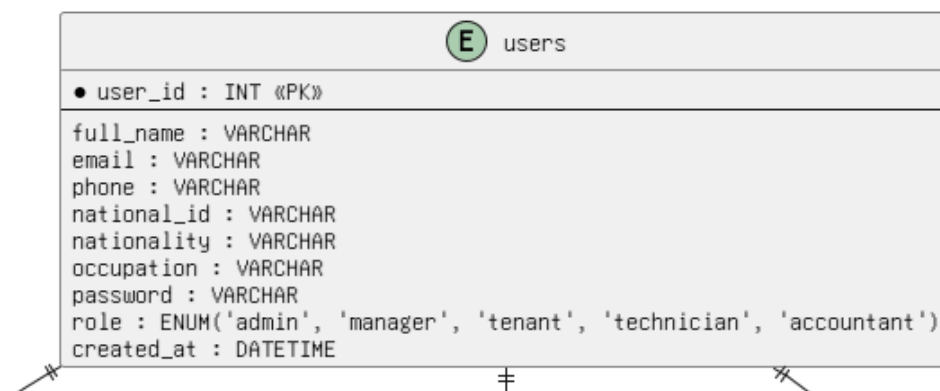 E users
● user_id : INT «PK»
full_name : VARCHAR
email : VARCHAR
phone : VARCHAR
national_id : VARCHAR
nationality : VARCHAR
occupation : VARCHAR
password : VARCHAR
role : ENUM('admin', 'manager', 'tenant', 'technician', 'accountant')
created_at : DATETIME